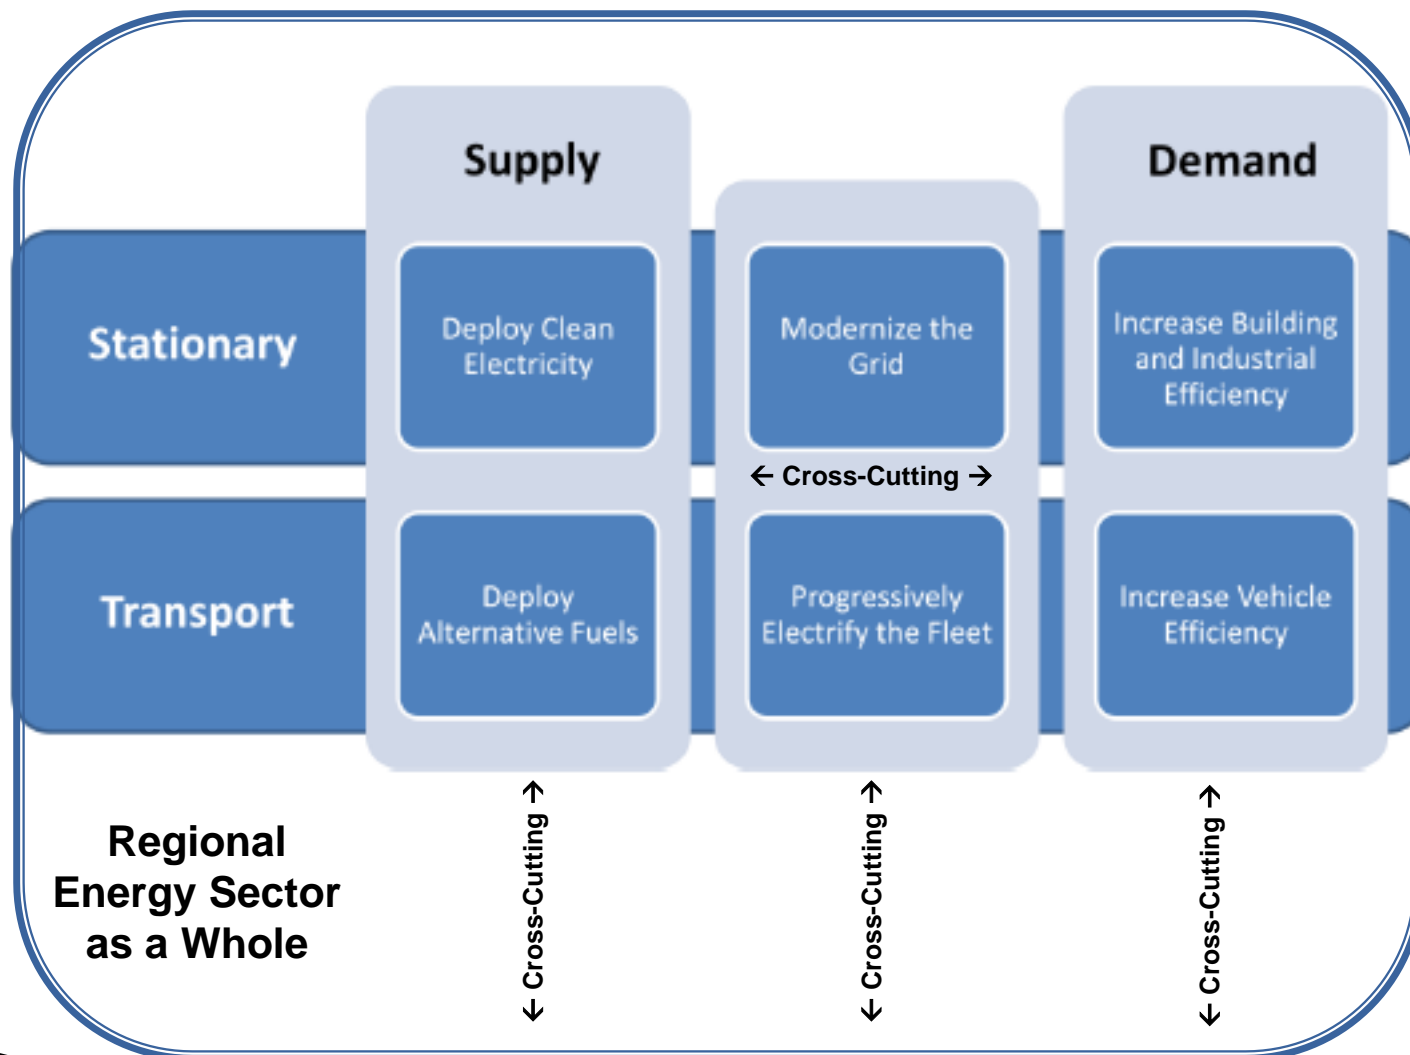 Supply
Demand
Stationary
Deploy Clean
Electricity
Modernize the
Grid
Increase Building
and Industrial
Efficiency
← Cross-Cutting →
Transport
Deploy
Alternative Fuels
Progressively
Electrify the Fleet
Increase Vehicle
Efficiency
Regional
Energy Sector
as a Whole
← Cross-Cutting →
← Cross-Cutting →
← Cross-Cutting →